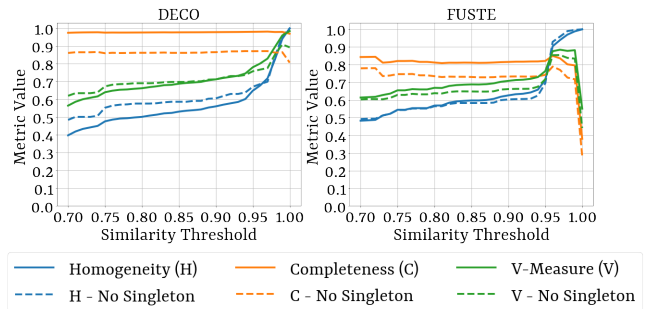 DECO
FUSTE
Metric Value
1.0
0.9
0.8
0.7
0.6
0.5
0.4
0.3
0.2
0.1
0.0
0.70 0.75 0.80 0.85 0.90 0.95 1.00
Similarity Threshold
Metric Value
1.0
0.9
0.8
0.7
0.6
0.5
0.4
0.3
0.2
0.1
0.0
0.70 0.75 0.80 0.85 0.90 0.95 1.00
Similarity Threshold
Homogeneity (H) Completeness (C) V-Measure (V)
H - No Singleton C - No Singleton V - No Singleton